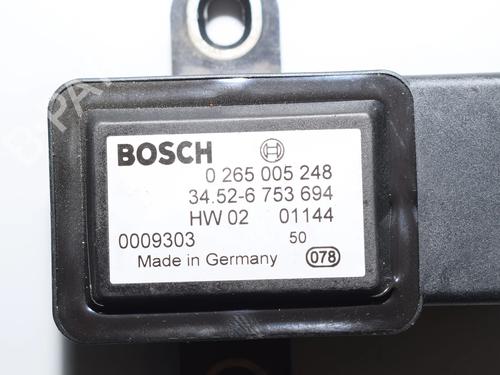 BOSCH
0 265 005 248
34.52-6 753 694
HW 02 01144
0009303 50
Made in Germany 078